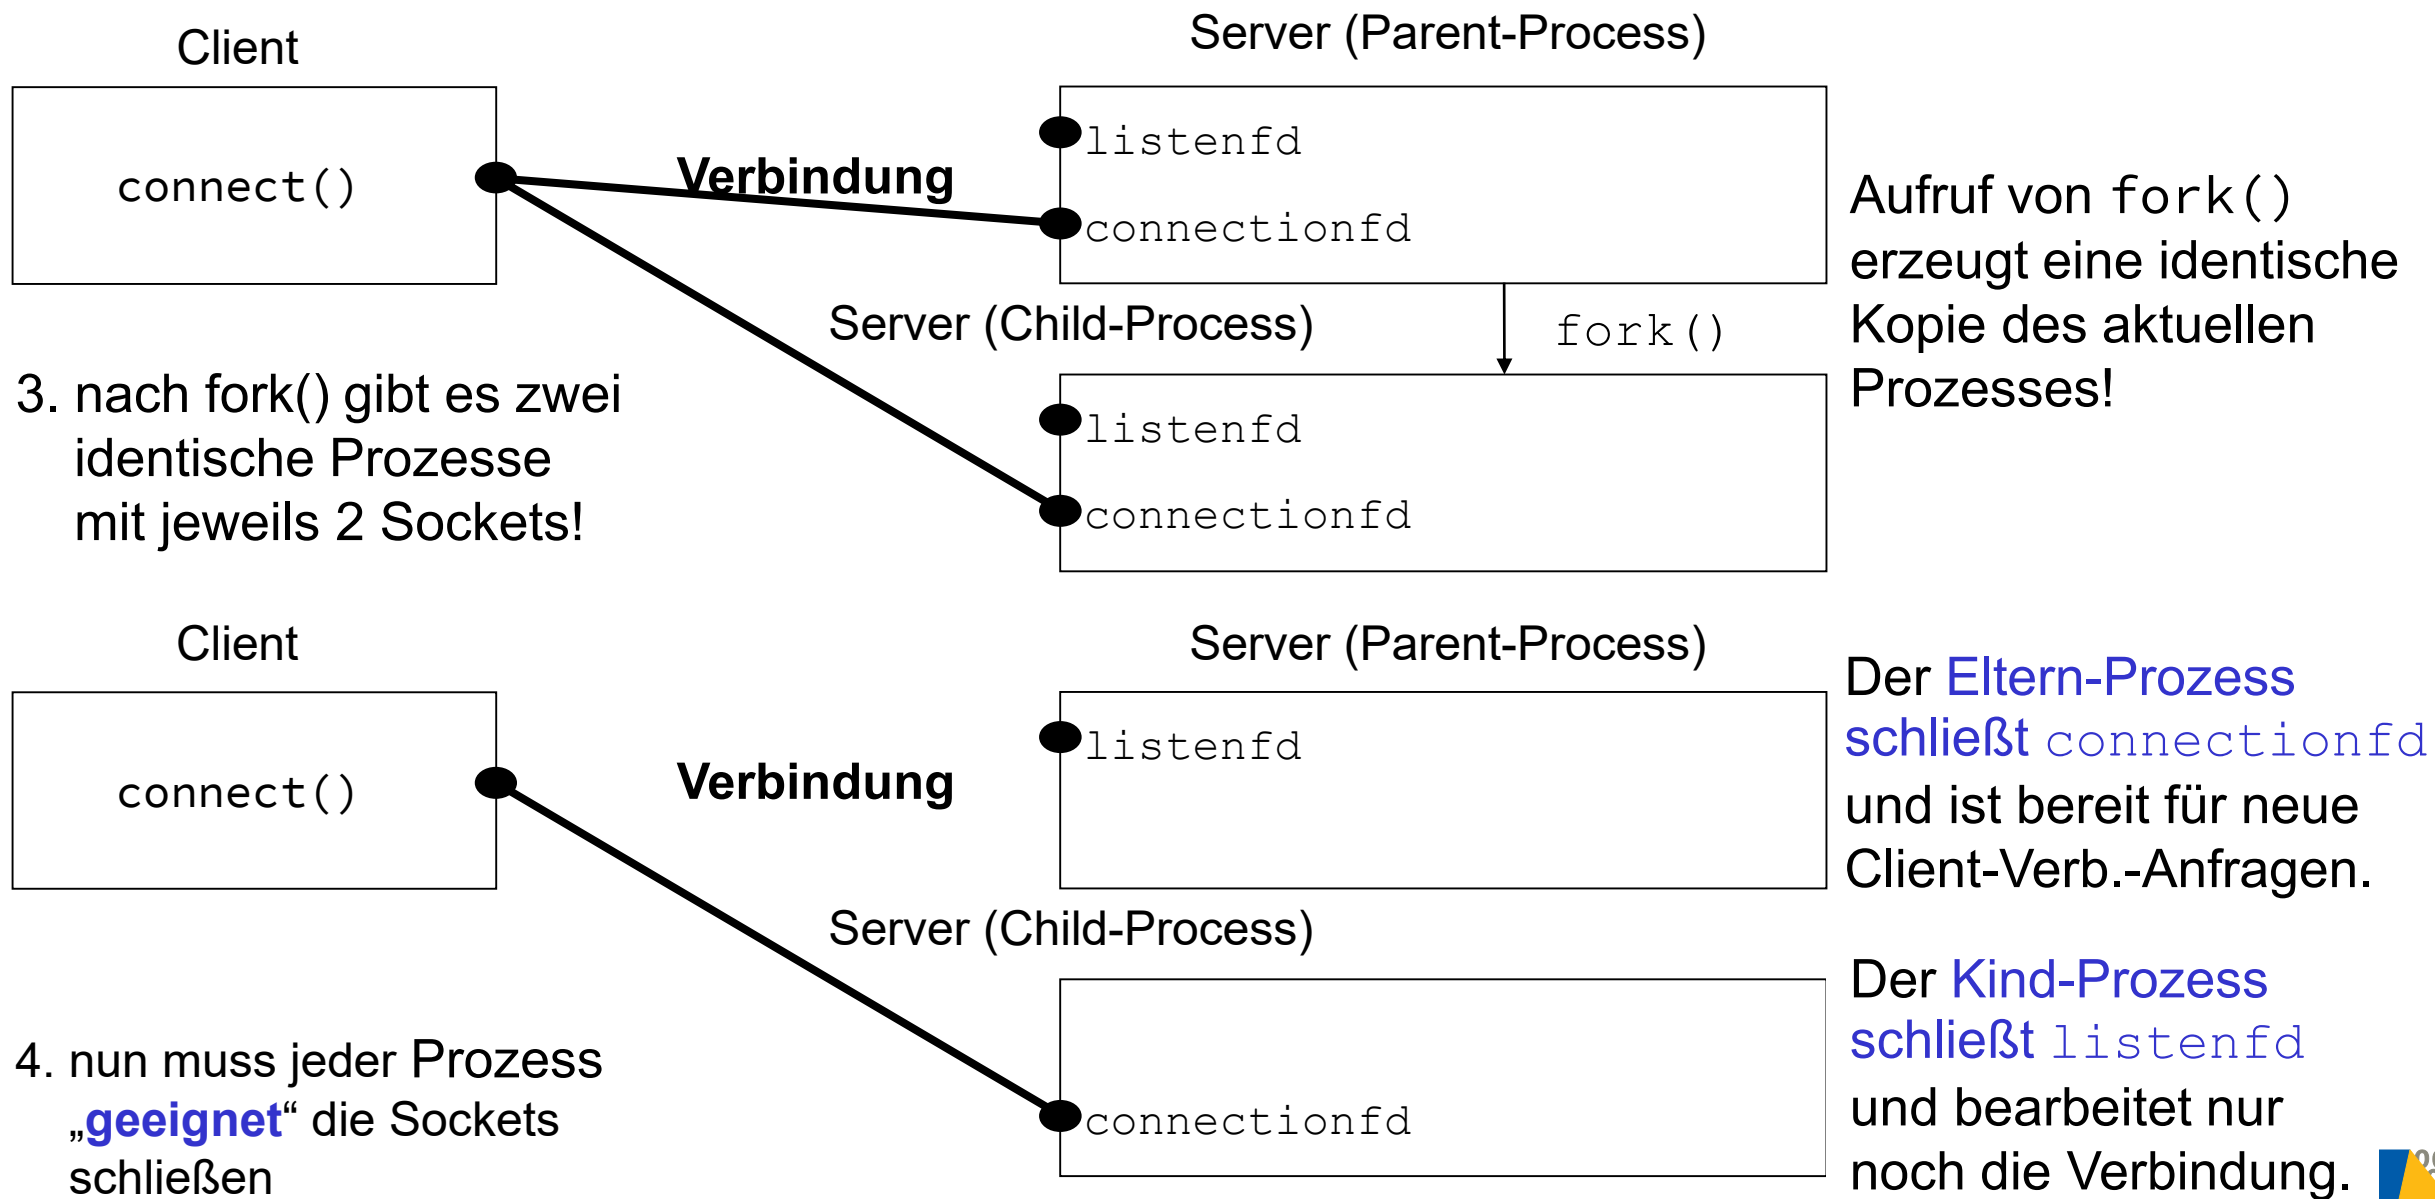 Client
Server (Parent-Process)
connect()
Verbindung
listenfd
connectionfd
Aufruf von fork()
erzeugt eine identische
Kopie des aktuellen
Prozesses!
Server (Child-Process)
fork()
3. nach fork() gibt es zwei
identische Prozesse
mit jeweils 2 Sockets!
listenfd
connectionfd
Client
Server (Parent-Process)
connect()
Verbindung
listenfd
Der Eltern-Prozess
schließt connectionfd
und ist bereit für neue
Client-Verb.-Anfragen.
Server (Child-Process)
4. nun muss jeder Prozess
„geeignet“ die Sockets
schließen
connectionfd
Der Kind-Prozess
schließt listenfd
und bearbeitet nur
noch die Verbindung.